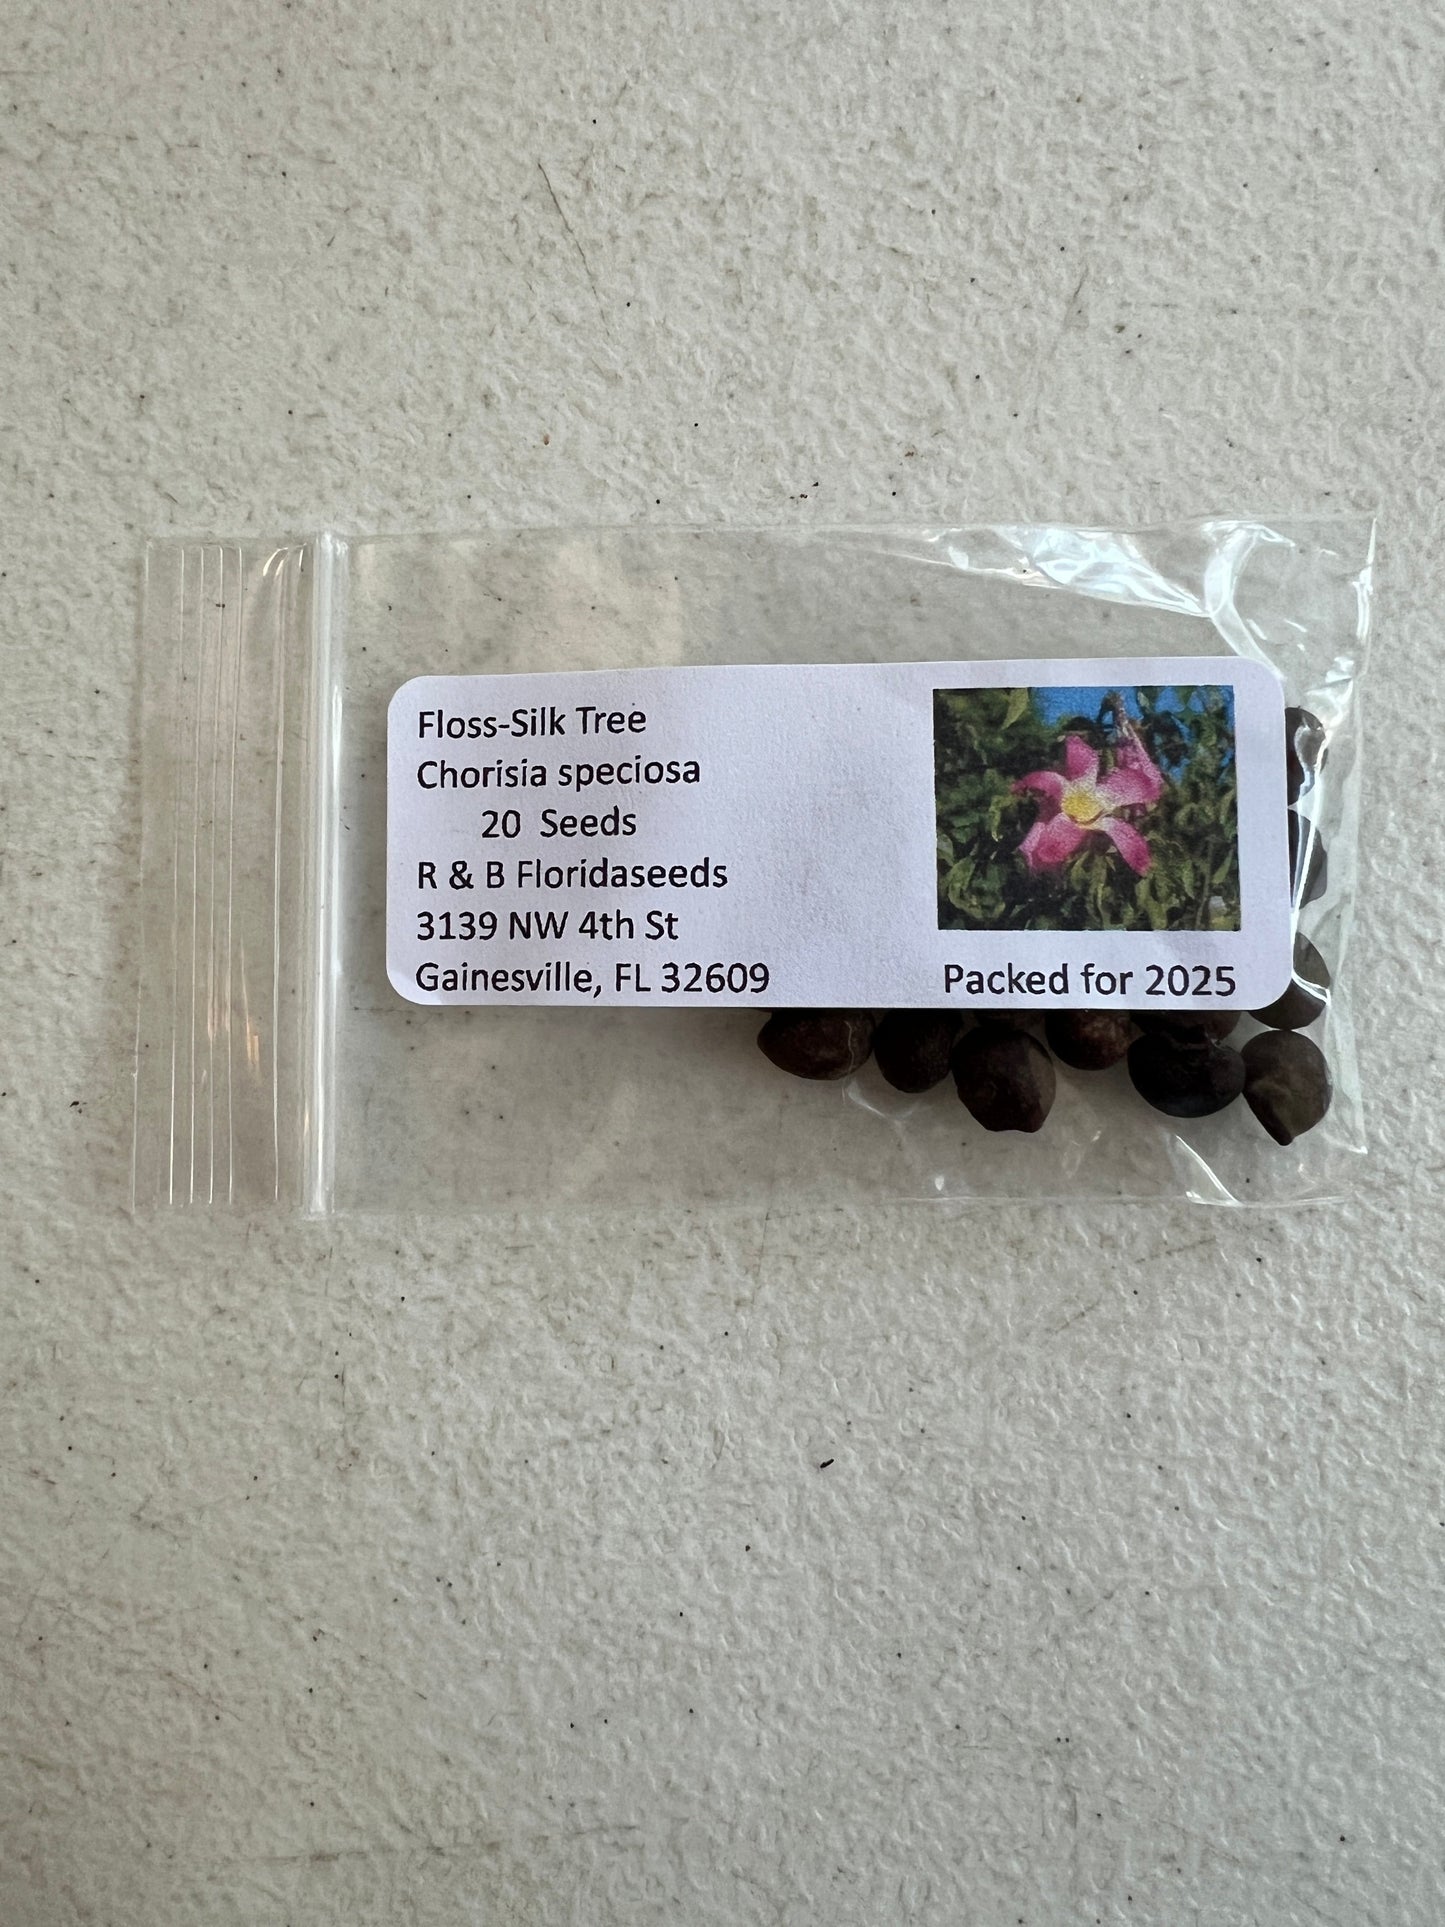 Floss-Silk Tree
Chorisia speciosa
20 Seeds
R & B Floridaseeds
3139 NW 4th St
Gainesville, FL 32609
Packed for 2025